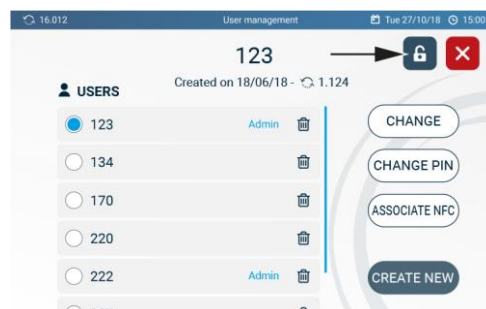 16.012 User management Tue 27/10/18 15:00
123
Created on 18/06/18 - 1.124
USERS
123 Admin
CHANGE
134
CHANGE PIN
170
ASSOCIATE NFC
220
222 Admin
CREATE NEW